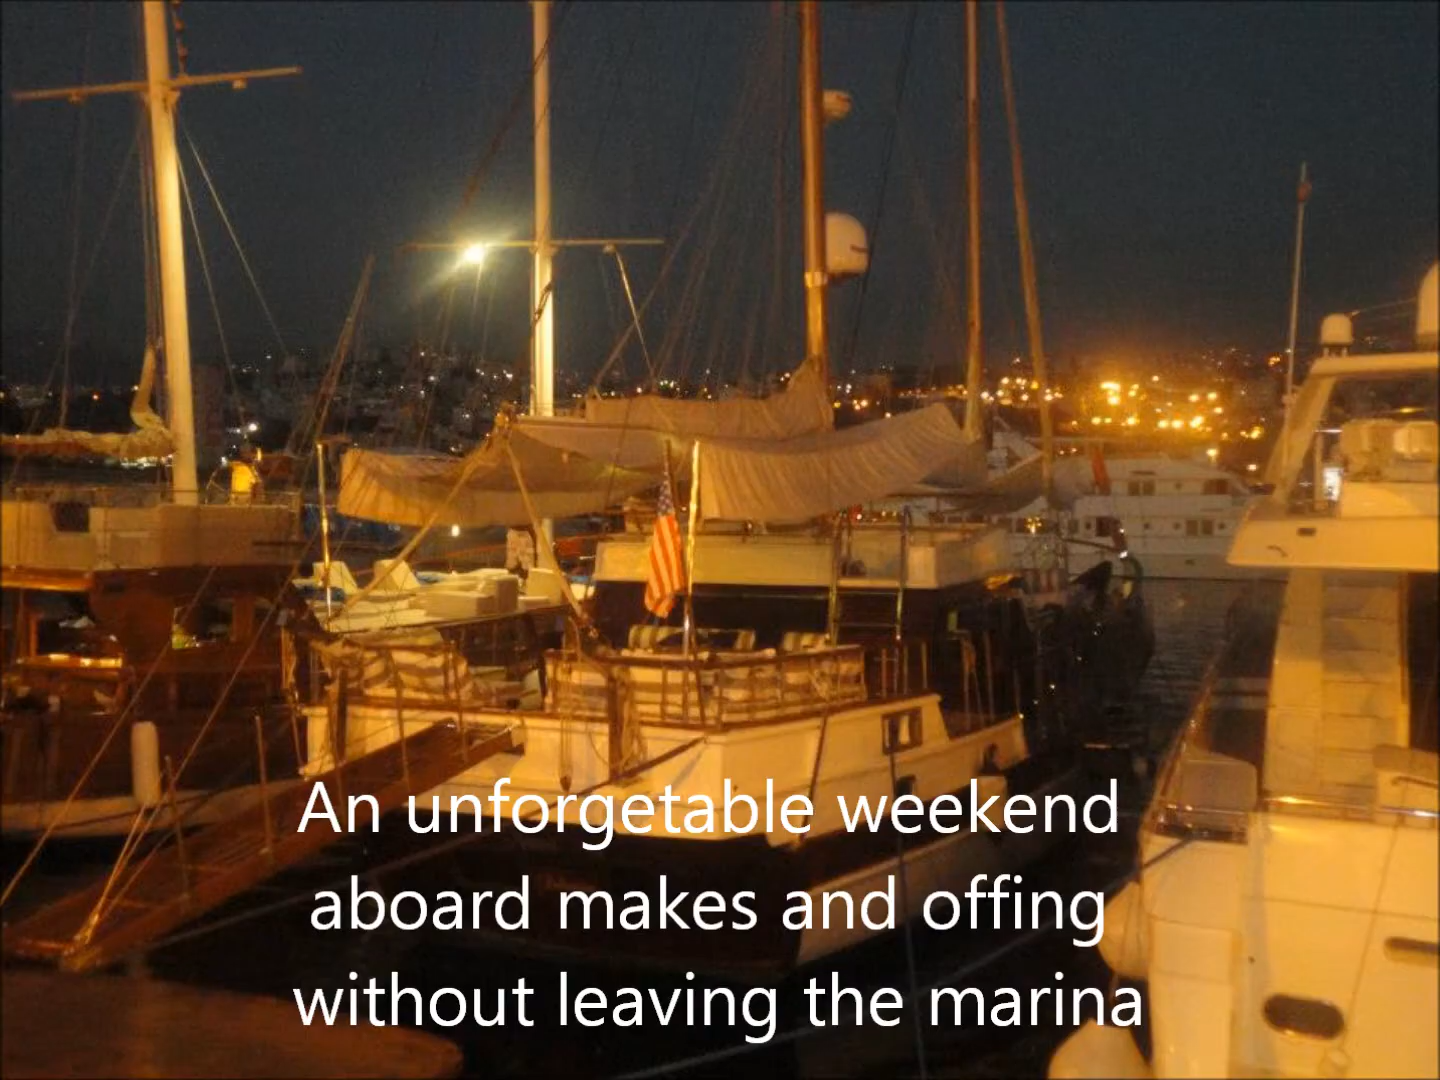 An unforgetable weekend
aboard makes and offing
without leaving the marina